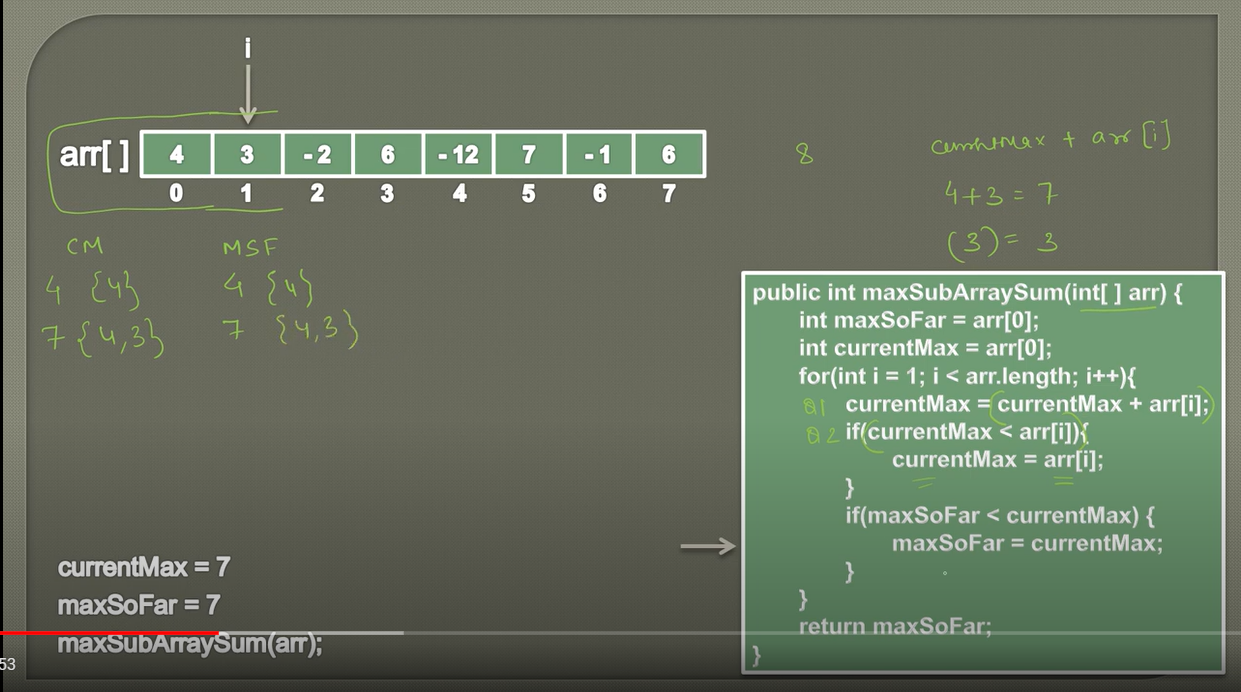 i
arr[ ] 4 3 -2 6 -12 7 -1 6
0 1 2 3 4 5 6 7
8
currentMax + arr [i]
4+3 = 7
(3) = 3
CM MSF
4 {4} 4 {4}
7 {4,3} 7 {4,3}
public int maxSubArraySum(int[ ] arr) {
int maxSoFar = arr[0];
int currentMax = arr[0];
for(int i = 1; i < arr.length; i++){
Q1 currentMax = currentMax + arr[i];
Q2 if(currentMax < arr[i]){
currentMax = arr[i];
}
if(maxSoFar < currentMax) {
maxSoFar = currentMax;
}
}
return maxSoFar;
}
currentMax = 7
maxSoFar = 7
maxSubArraySum(arr);
53